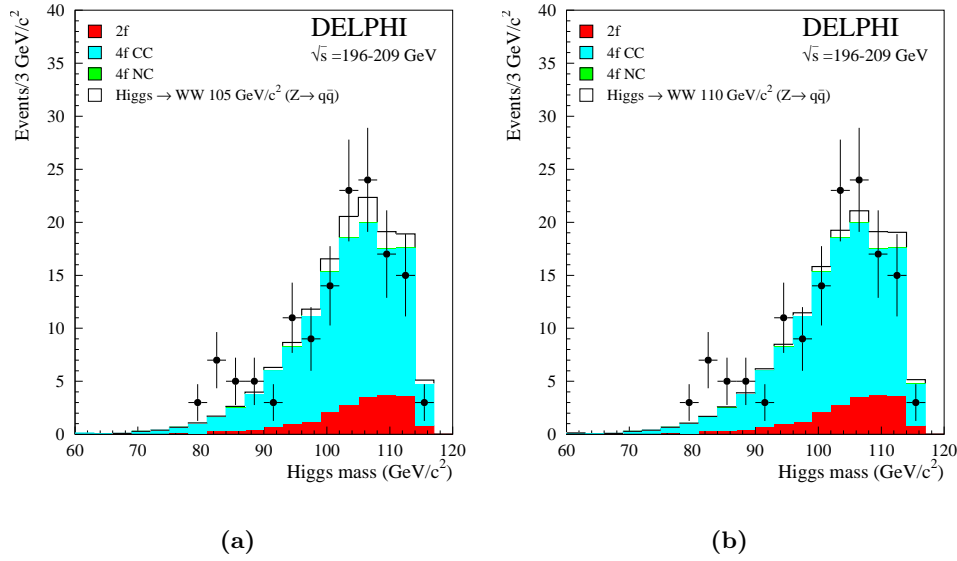 Events/3 GeV/c²
40
35
30
25
20
15
10
5
0
DELPHI
√s =196-209 GeV
2f
4f CC
4f NC
Higgs → WW 105 GeV/c² (Z→ qq̄)
60 70 80 90 100 110 120
Higgs mass (GeV/c²)
(a)
Events/3 GeV/c²
40
35
30
25
20
15
10
5
0
DELPHI
√s =196-209 GeV
2f
4f CC
4f NC
Higgs → WW 110 GeV/c² (Z→ qq̄)
60 70 80 90 100 110 120
Higgs mass (GeV/c²)
(b)